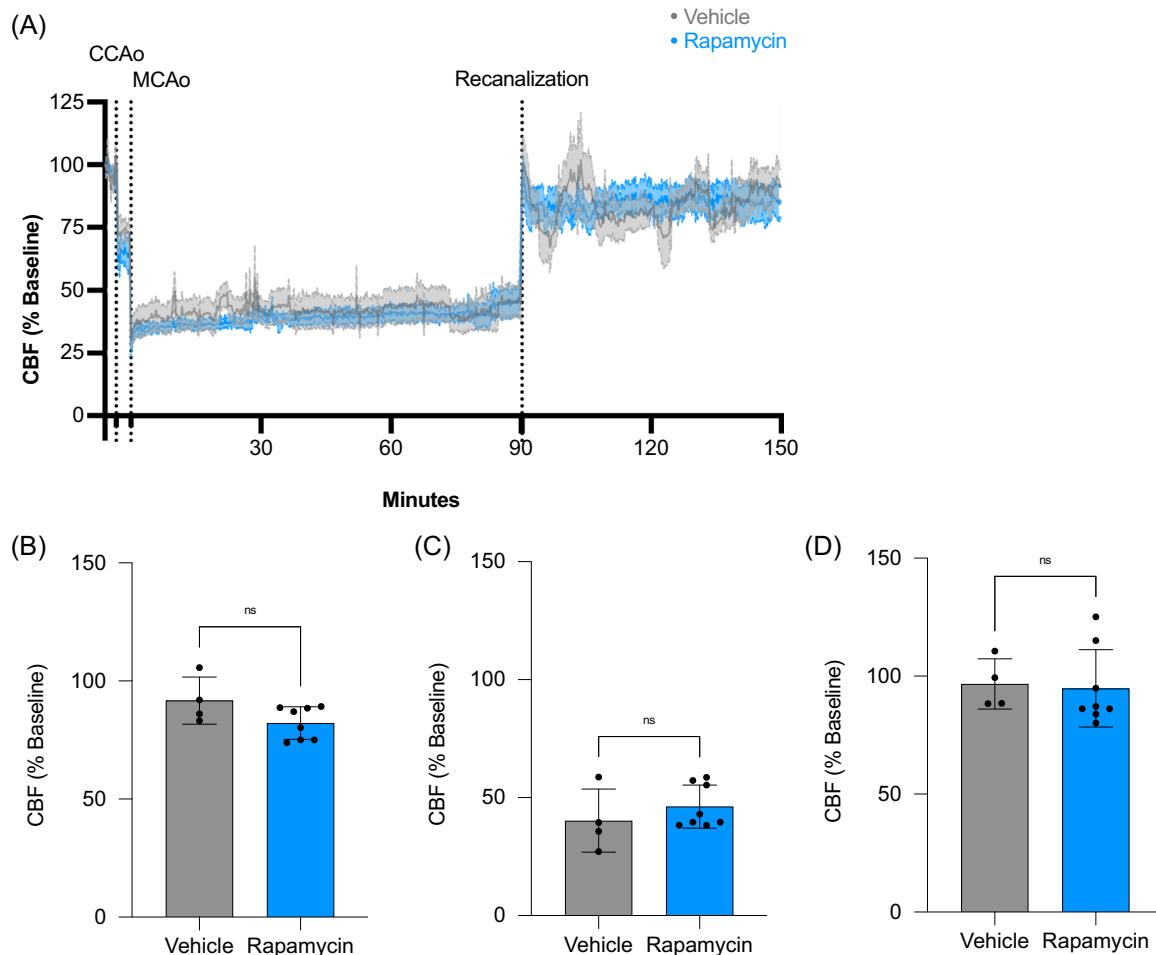 (A)
Vehicle
Rapamycin
CCAo
MCAo
Recanalization
125
100
75
50
25
0
CBF (% Baseline)
30
60
90
120
150
Minutes
(B)
150
100
50
0
CBF (% Baseline)
ns
Vehicle
Rapamycin
(C)
150
100
50
0
CBF (% Baseline)
ns
Vehicle
Rapamycin
(D)
150
100
50
0
CBF (% Baseline)
ns
Vehicle
Rapamycin